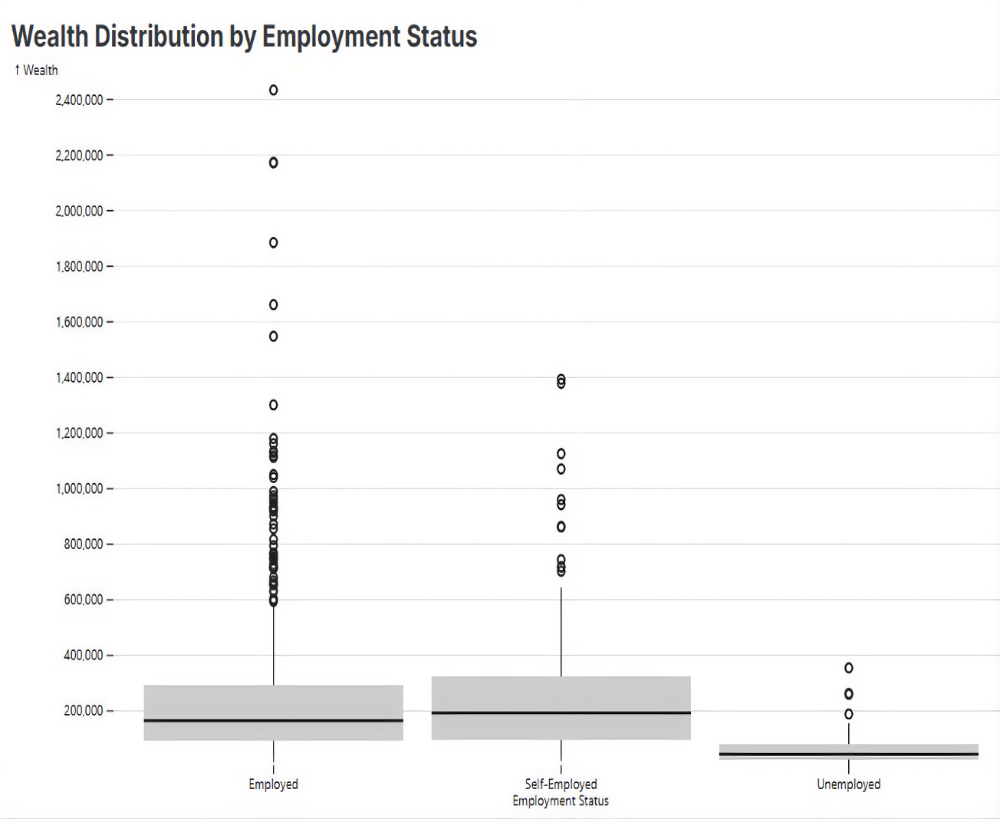 Wealth Distribution by Employment Status
↑ Wealth
2,400,000
2,200,000
2,000,000
1,800,000
1,600,000
1,400,000
1,200,000
1,000,000
800,000
600,000
400,000
200,000
Employed
Self-Employed
Unemployed
Employment Status